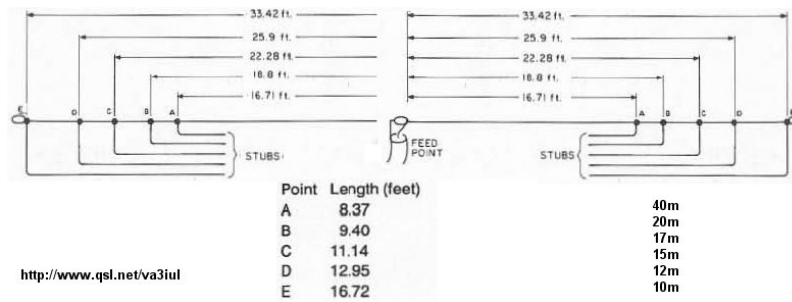 33.42 ft. 33.42 ft.
25.9 ft. 25.9 ft.
22.28 ft. 22.28 ft.
18.8 ft. 18.8 ft.
16.71 ft. 16.71 ft.
E D C B A A B C D
STUBS FEED POINT STUBS
Point Length (feet)
A 8.37
B 9.40
C 11.14
D 12.95
E 16.72
40m
20m
17m
15m
12m
10m
http://www.qsl.net/va3iul